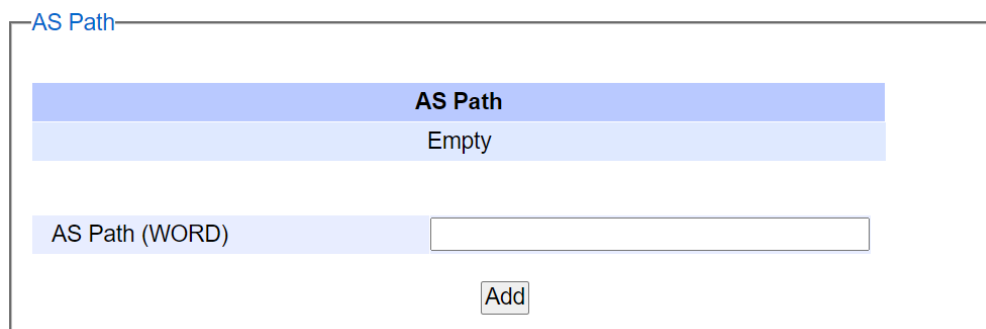 AS Path
AS Path
Empty
AS Path (WORD)
Add